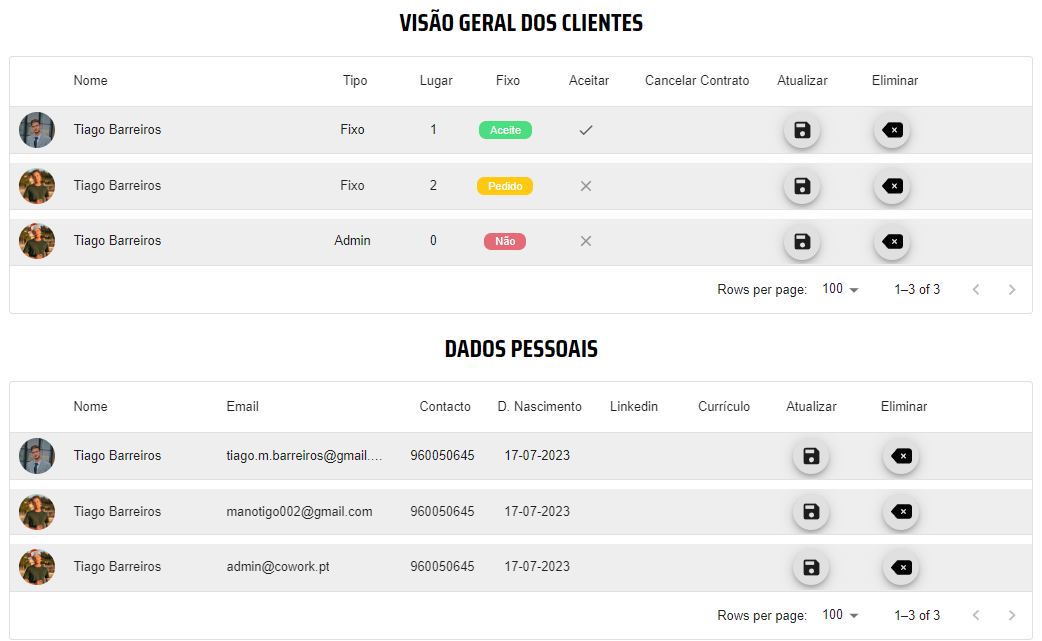 VISÃO GERAL DOS CLIENTES
Nome Tipo Lugar Fixo Aceitar Cancelar Contrato Atualizar Eliminar
Tiago Barreiros Fixo 1 Aceite
Tiago Barreiros Fixo 2 Pedido
Tiago Barreiros Admin 0 Não
Rows per page: 100 1–3 of 3
DADOS PESSOAIS
Nome Email Contacto D. Nascimento Linkedin Currículo Atualizar Eliminar
Tiago Barreiros tiago.m.barreiros@gmail.… 960050645 17-07-2023
Tiago Barreiros manotigo002@gmail.com 960050645 17-07-2023
Tiago Barreiros admin@cowork.pt 960050645 17-07-2023
Rows per page: 100 1–3 of 3